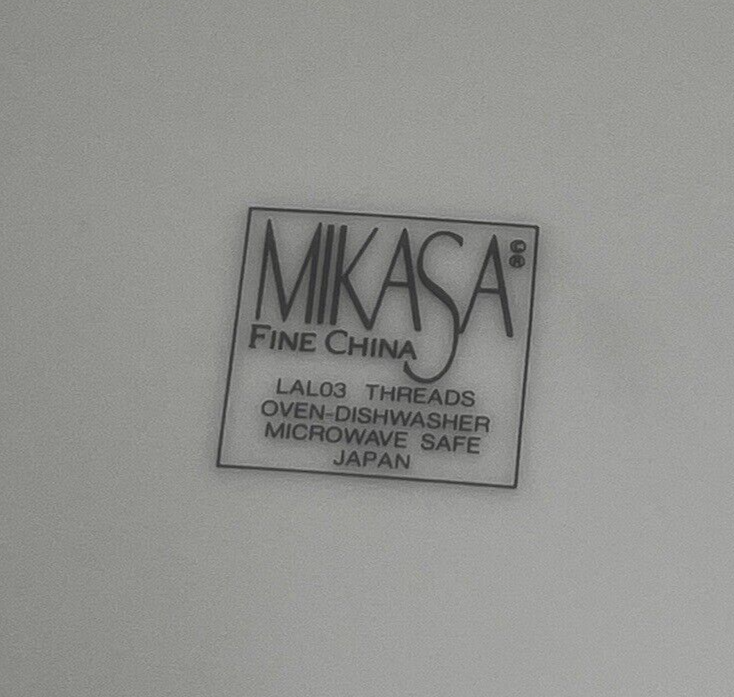 MIKASA ©®
FINE CHINA
LAL03 THREADS
OVEN-DISHWASHER
MICROWAVE SAFE
JAPAN